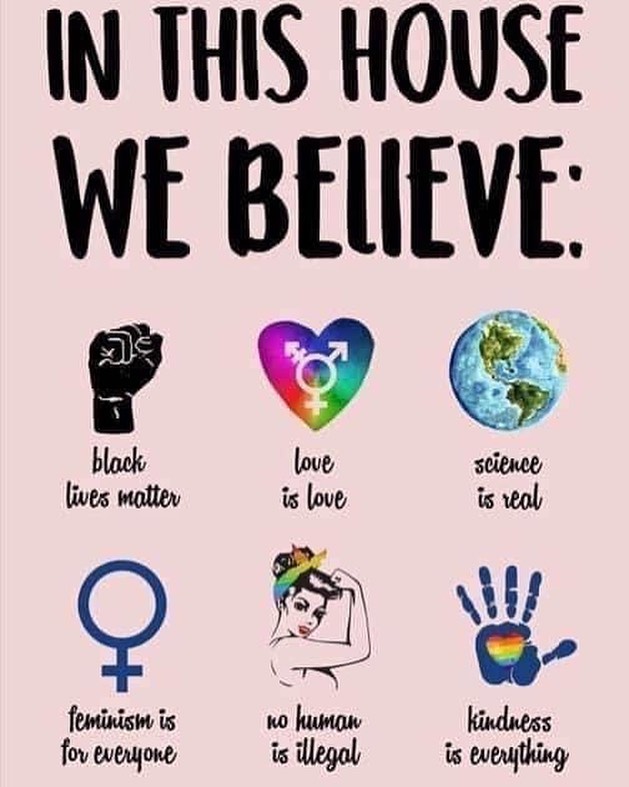 IN THIS HOUSE
WE BELIEVE:
black
lives matter
love
is love
science
is real
feminism is
for everyone
no human
is illegal
kindness
is everything